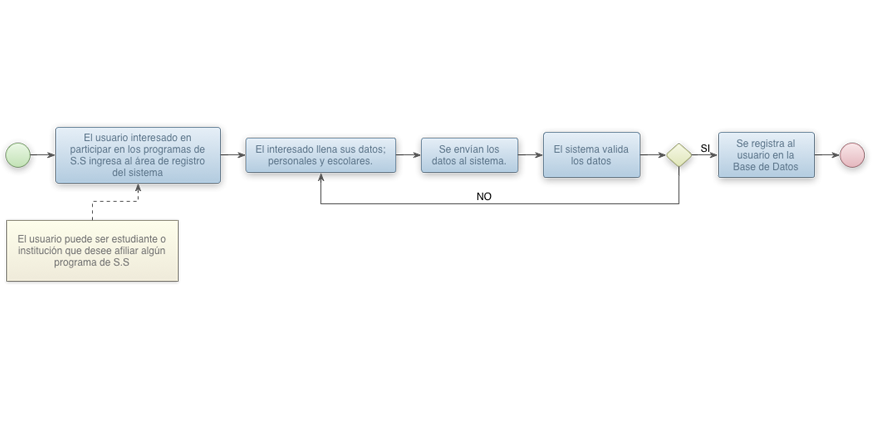 El usuario interesado en
participar en los programas de
S.S ingresa al área de registro
del sistema
El interesado llena sus datos;
personales y escolares.
Se envian los
datos al sistema.
El sistema valida
los datos
SI
Se registra al
usuario en la
Base de Datos
NO
El usuario puede ser estudiante o
institución que desee afiliar algún
programa de S.S